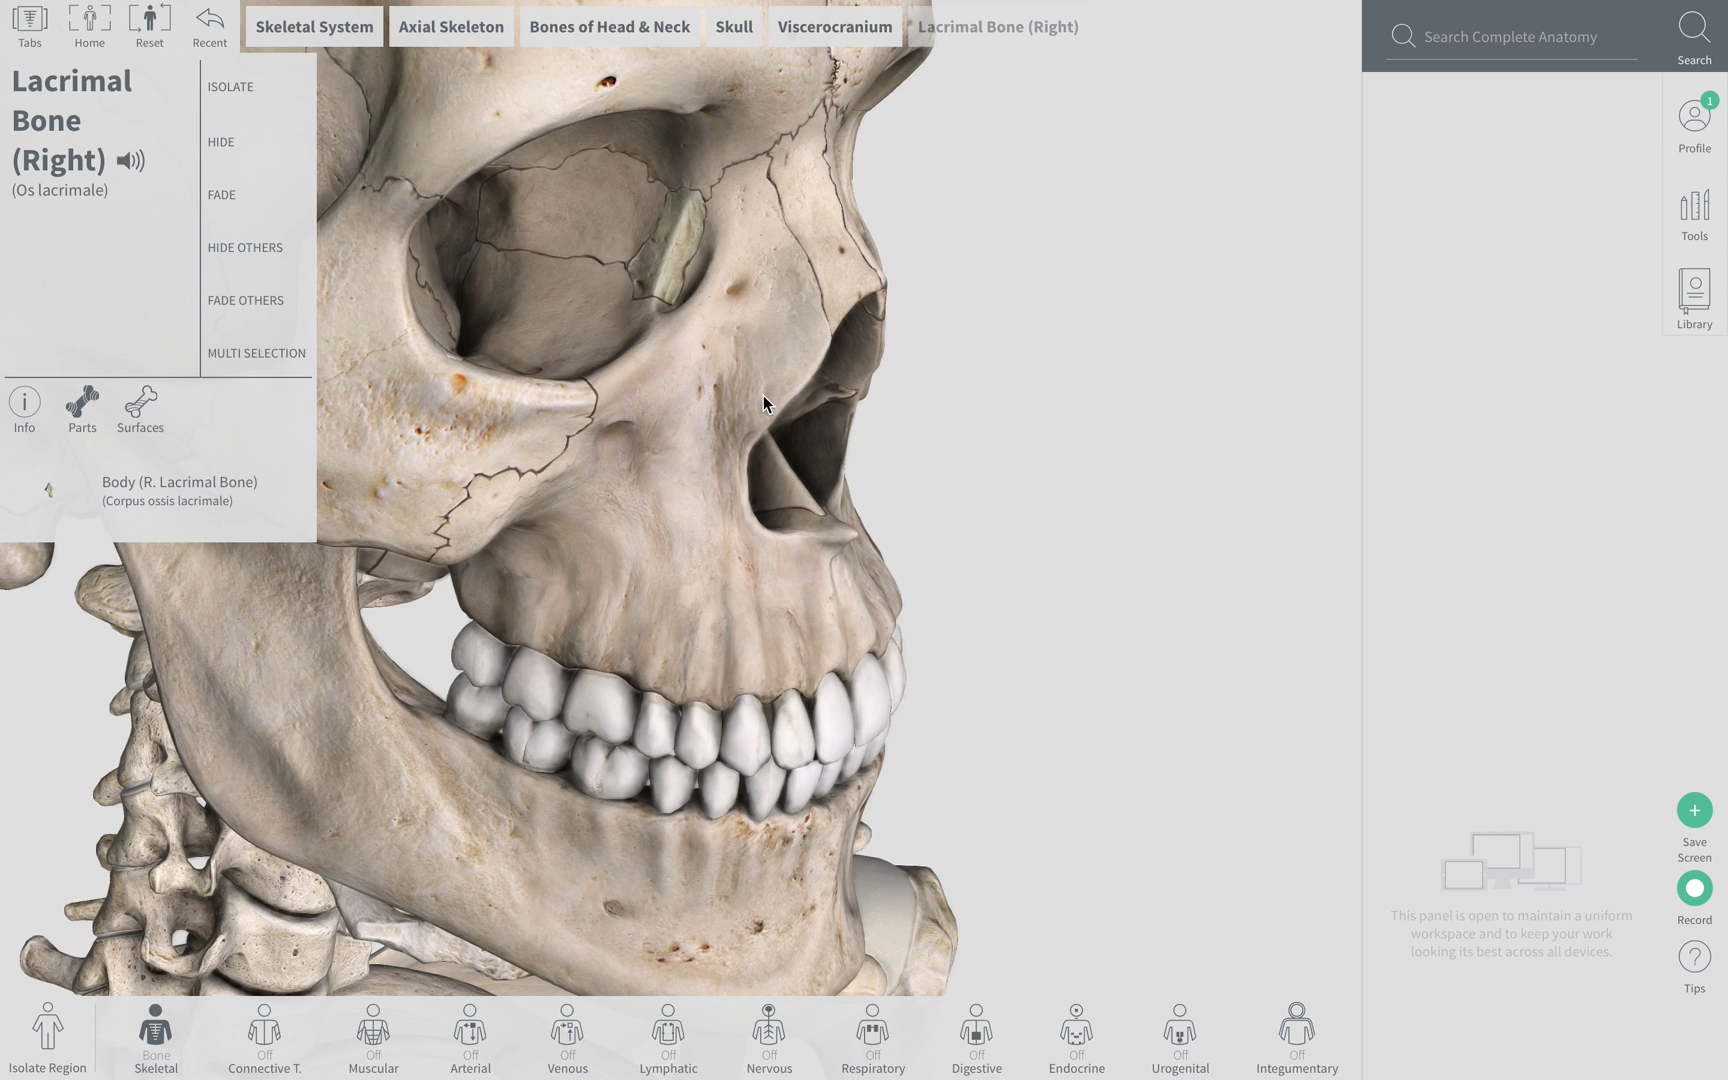 Tabs
Home
Reset
Recent
Skeletal System
Axial Skeleton
Bones of Head & Neck
Skull
Viscerocranium
Lacrimal Bone (Right)
Search Complete Anatomy
Search
Lacrimal
Bone
(Right)
(Os lacrimale)
ISOLATE
HIDE
FADE
HIDE OTHERS
FADE OTHERS
MULTI SELECTION
i
Info
Parts
Surfaces
Body (R. Lacrimal Bone)
(Corpus ossis lacrimale)
1
Profile
Tools
Library
+
Save
Screen
Record
?
Tips
This panel is open to maintain a uniform
workspace and to keep your work
looking its best across all devices.
Isolate Region
Bone
Skeletal
Off
Connective T.
Off
Muscular
Off
Arterial
Off
Venous
Off
Lymphatic
Off
Nervous
Off
Respiratory
Off
Digestive
Off
Endocrine
Off
Urogenital
Off
Integumentary